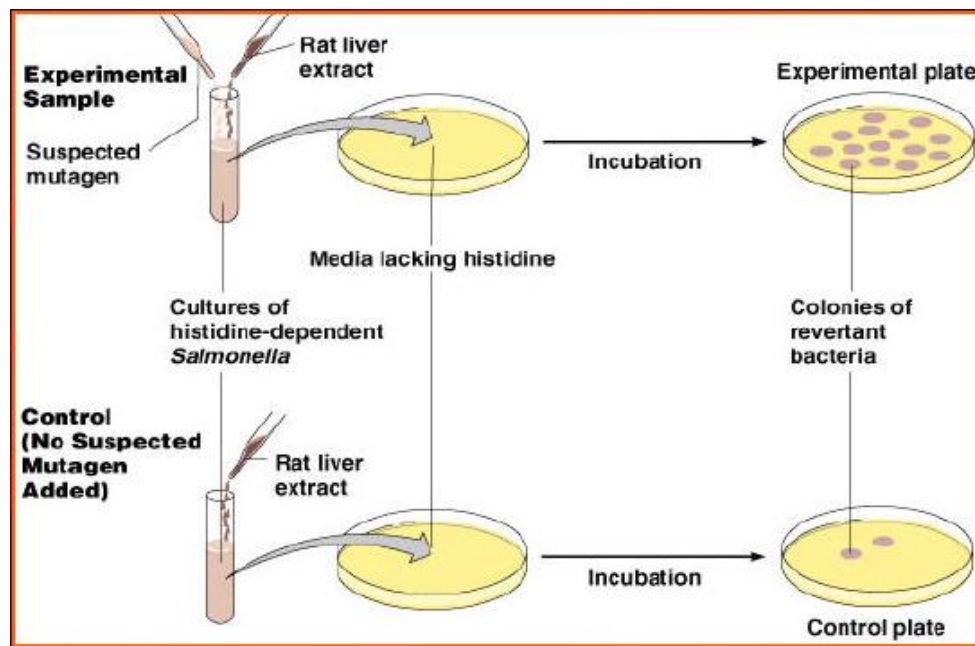 Rat liver
extract
Experimental
Sample
Suspected
mutagen
Experimental plate
Incubation
Media lacking histidine
Cultures of
histidine-dependent
Salmonella
Colonies of
revertant
bacteria
Control
(No Suspected
Mutagen
Added)
Rat liver
extract
Incubation
Control plate